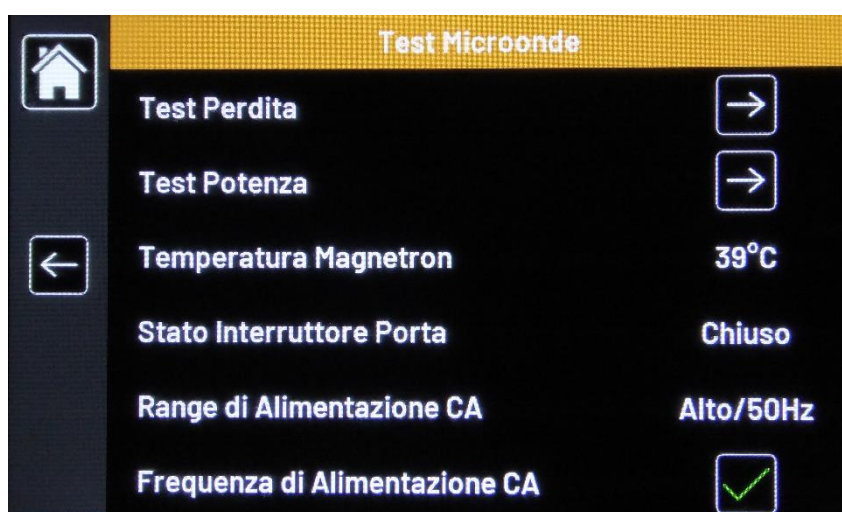 Test Microonde
Test Perdita
Test Potenza
Temperatura Magnetron 39°C
Stato Interruttore Porta Chiuso
Range di Alimentazione CA Alto/50Hz
Frequenza di Alimentazione CA